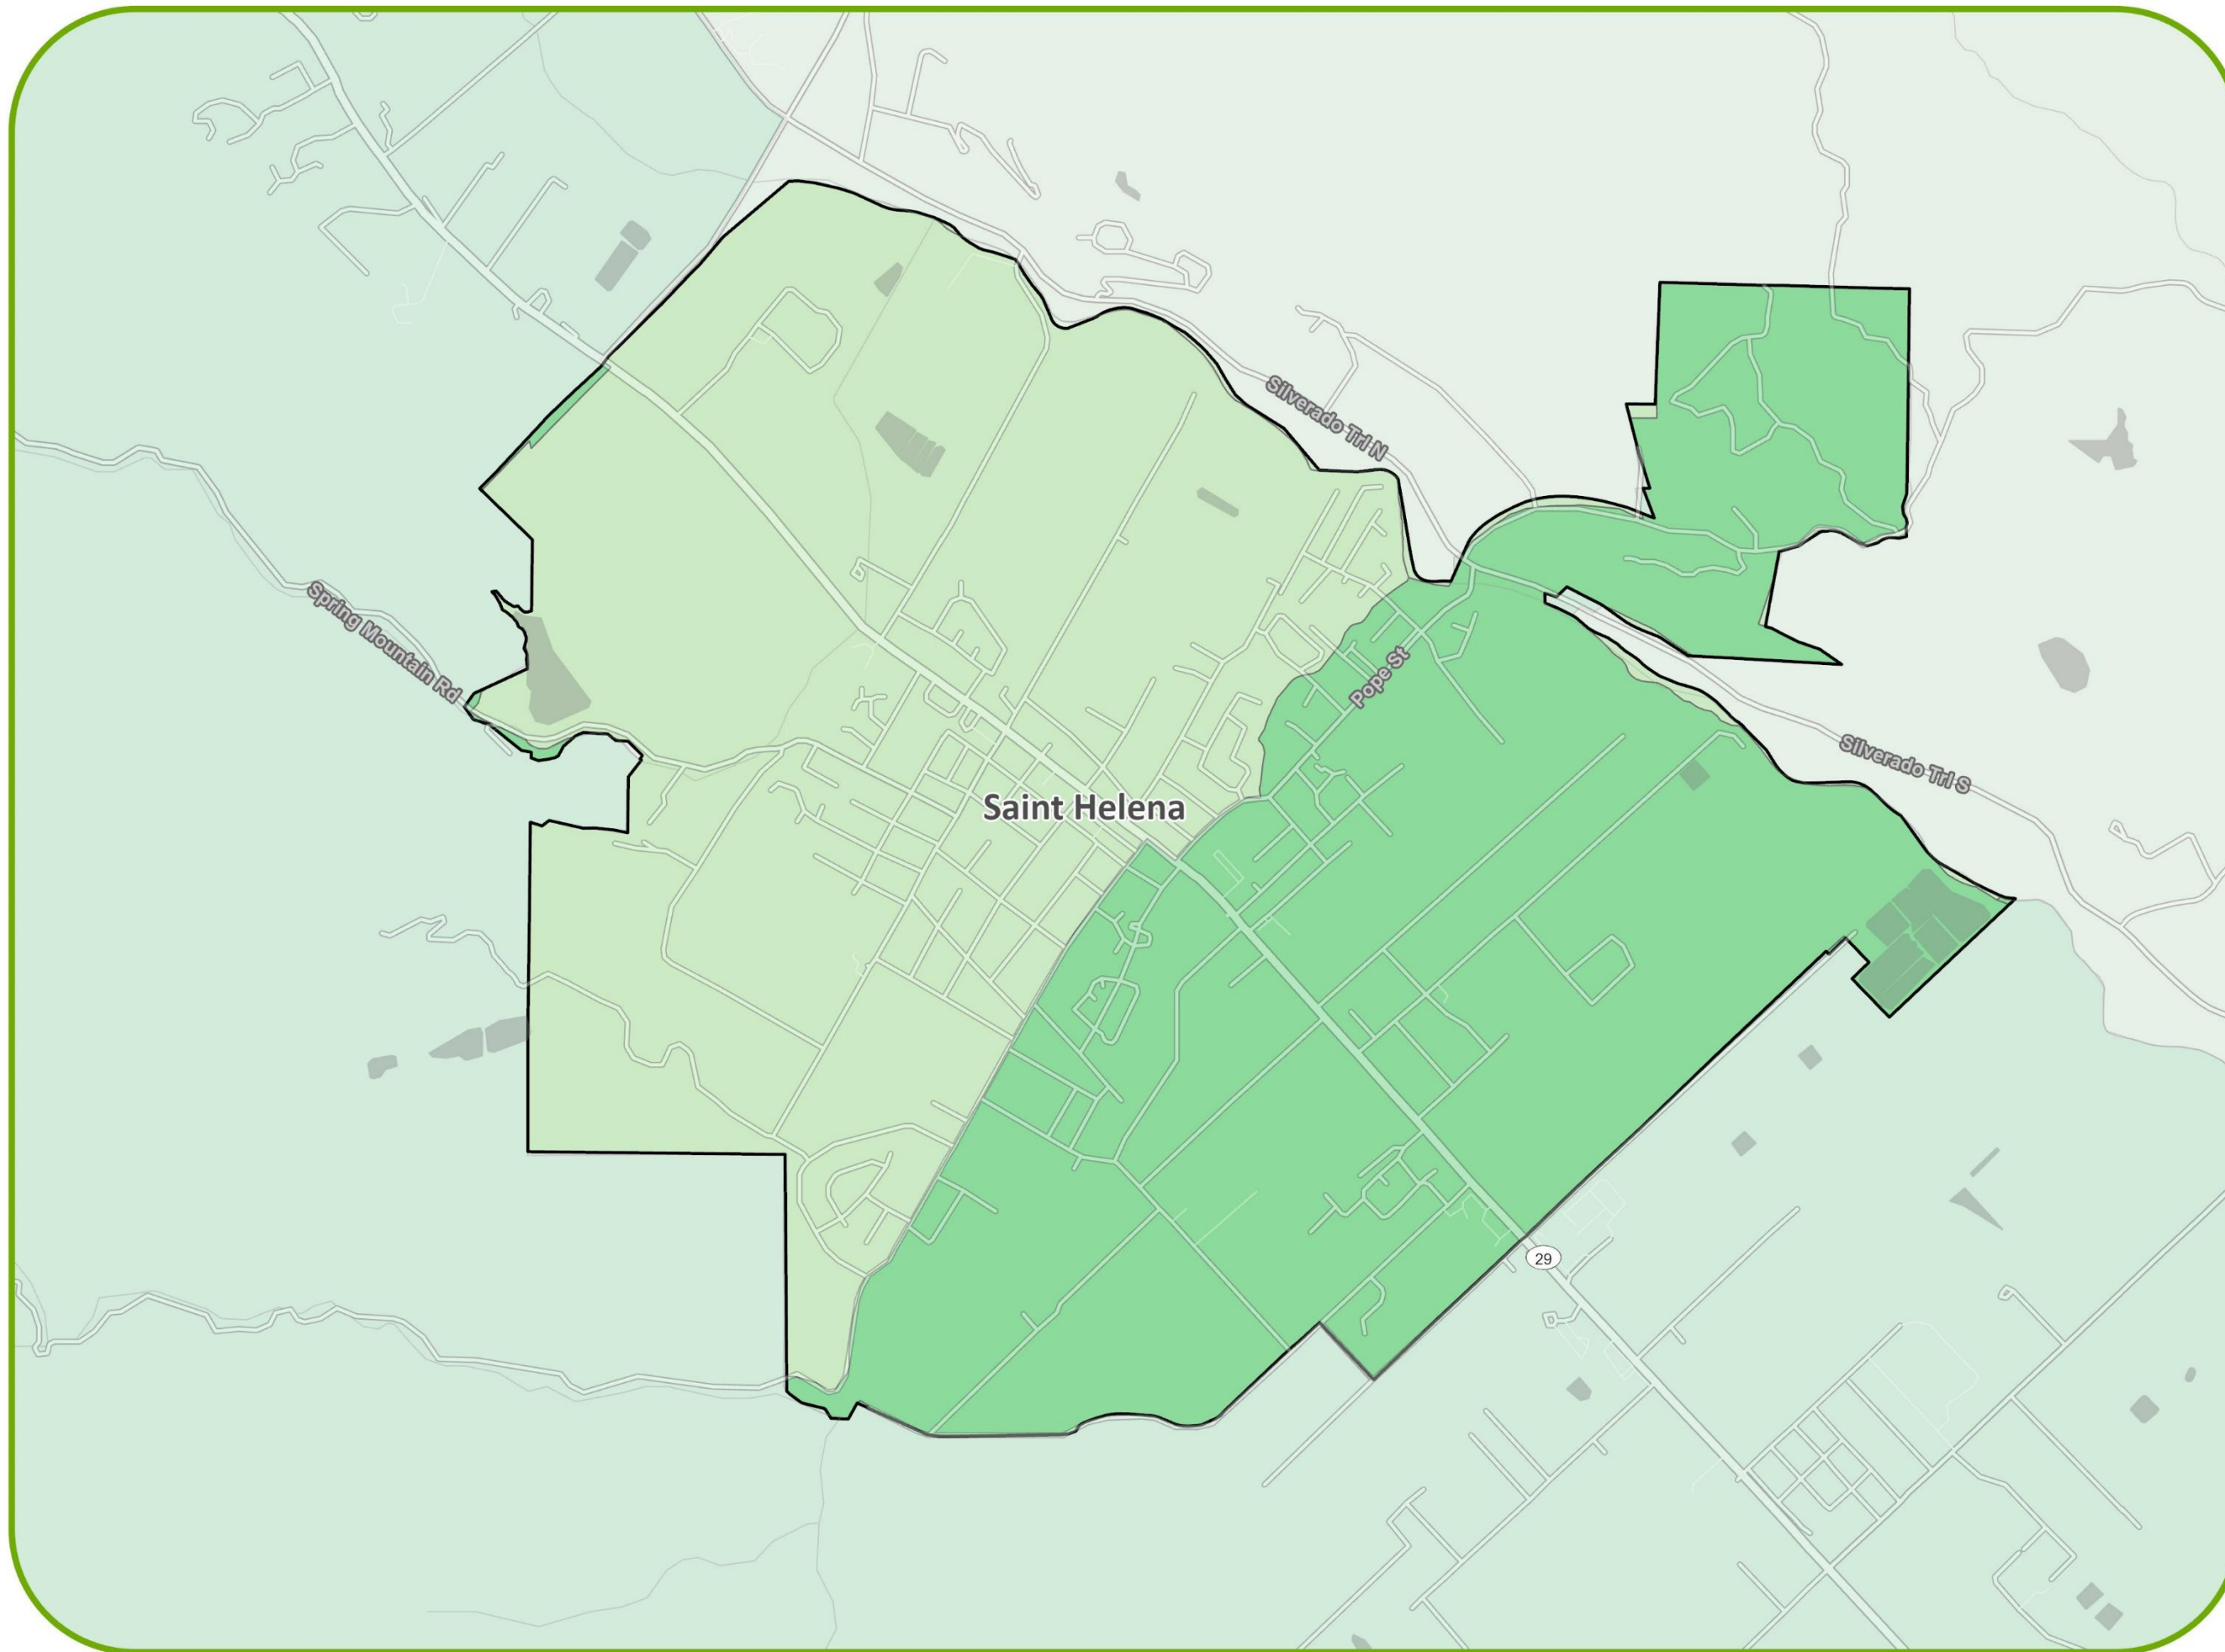 Silverado Trl N
Spring Mountain Rd
Pope St
Silverado Trl S
Saint Helena
29